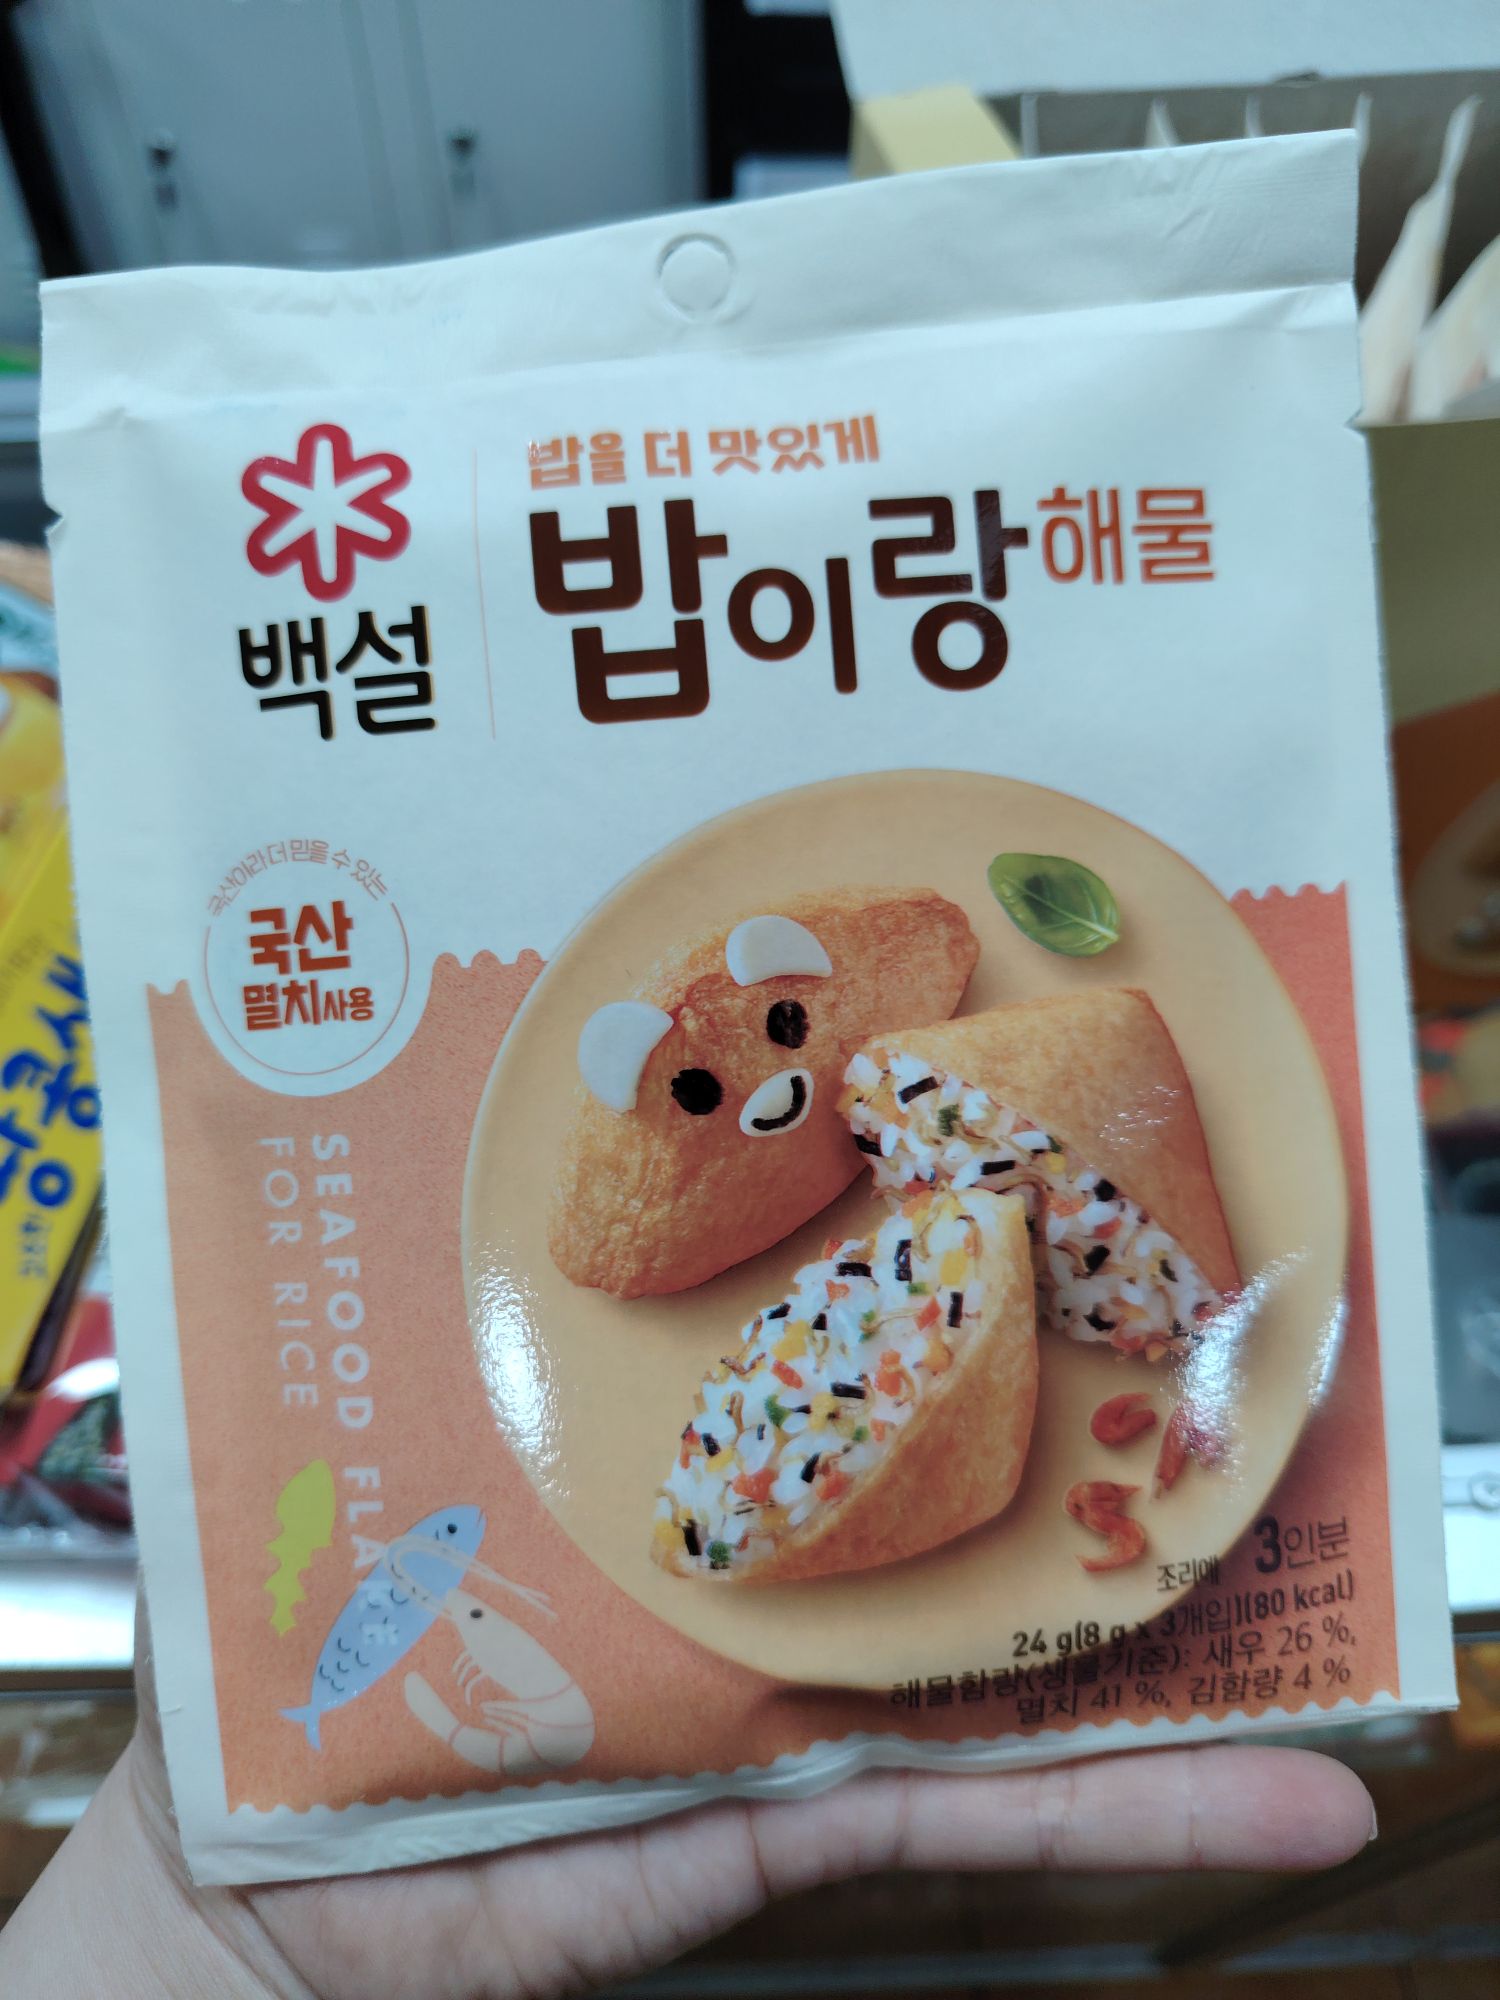 백설
밥을 더 맛있게
밥이랑 해물
국산이라 더 믿을 수 있는
국산
멸치사용
SEAFOOD FLAKE
FOR RICE
조리예
3인분
24 g(8 g x 3개입)(80 kcal)
해물함량(생물기준): 새우 26 %,
멸치 41 %, 김함량 4 %